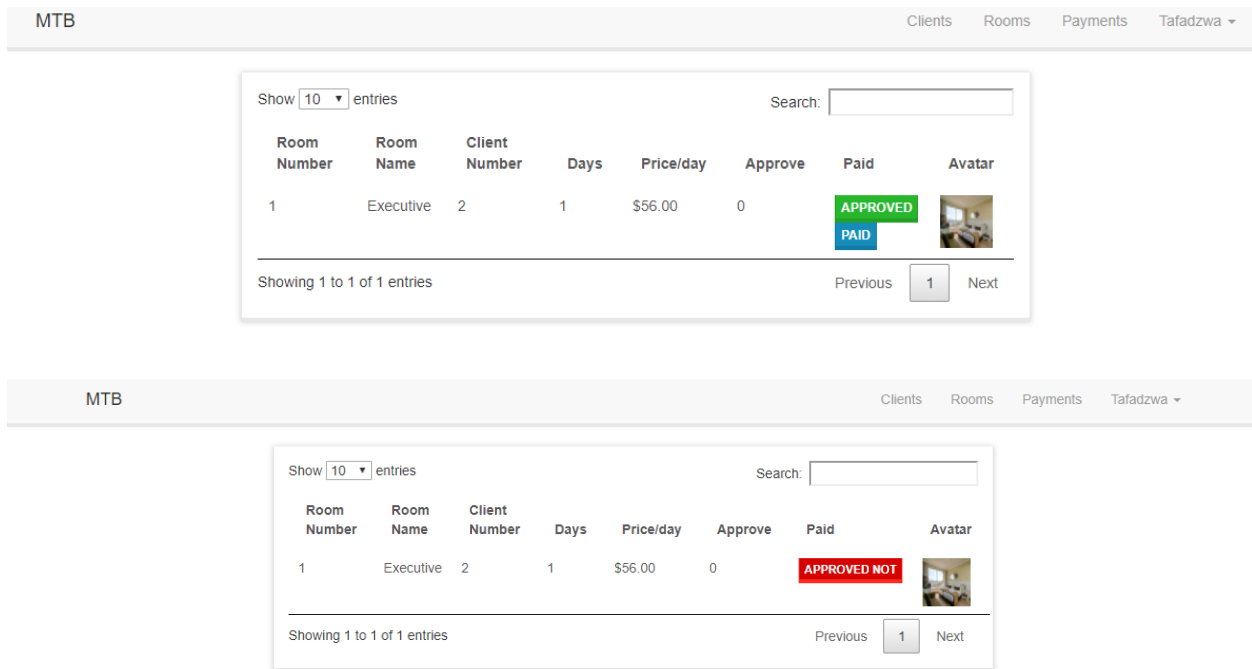 MTB Clients Rooms Payments Tafadzwa
Show 10 entries Search:
Room Number Room Name Client Number Days Price/day Approve Paid Avatar
1 Executive 2 1 $56.00 0 APPROVED
PAID
Showing 1 to 1 of 1 entries Previous 1 Next
MTB Clients Rooms Payments Tafadzwa
Show 10 entries Search:
Room Number Room Name Client Number Days Price/day Approve Paid Avatar
1 Executive 2 1 $56.00 0 APPROVED NOT
Showing 1 to 1 of 1 entries Previous 1 Next